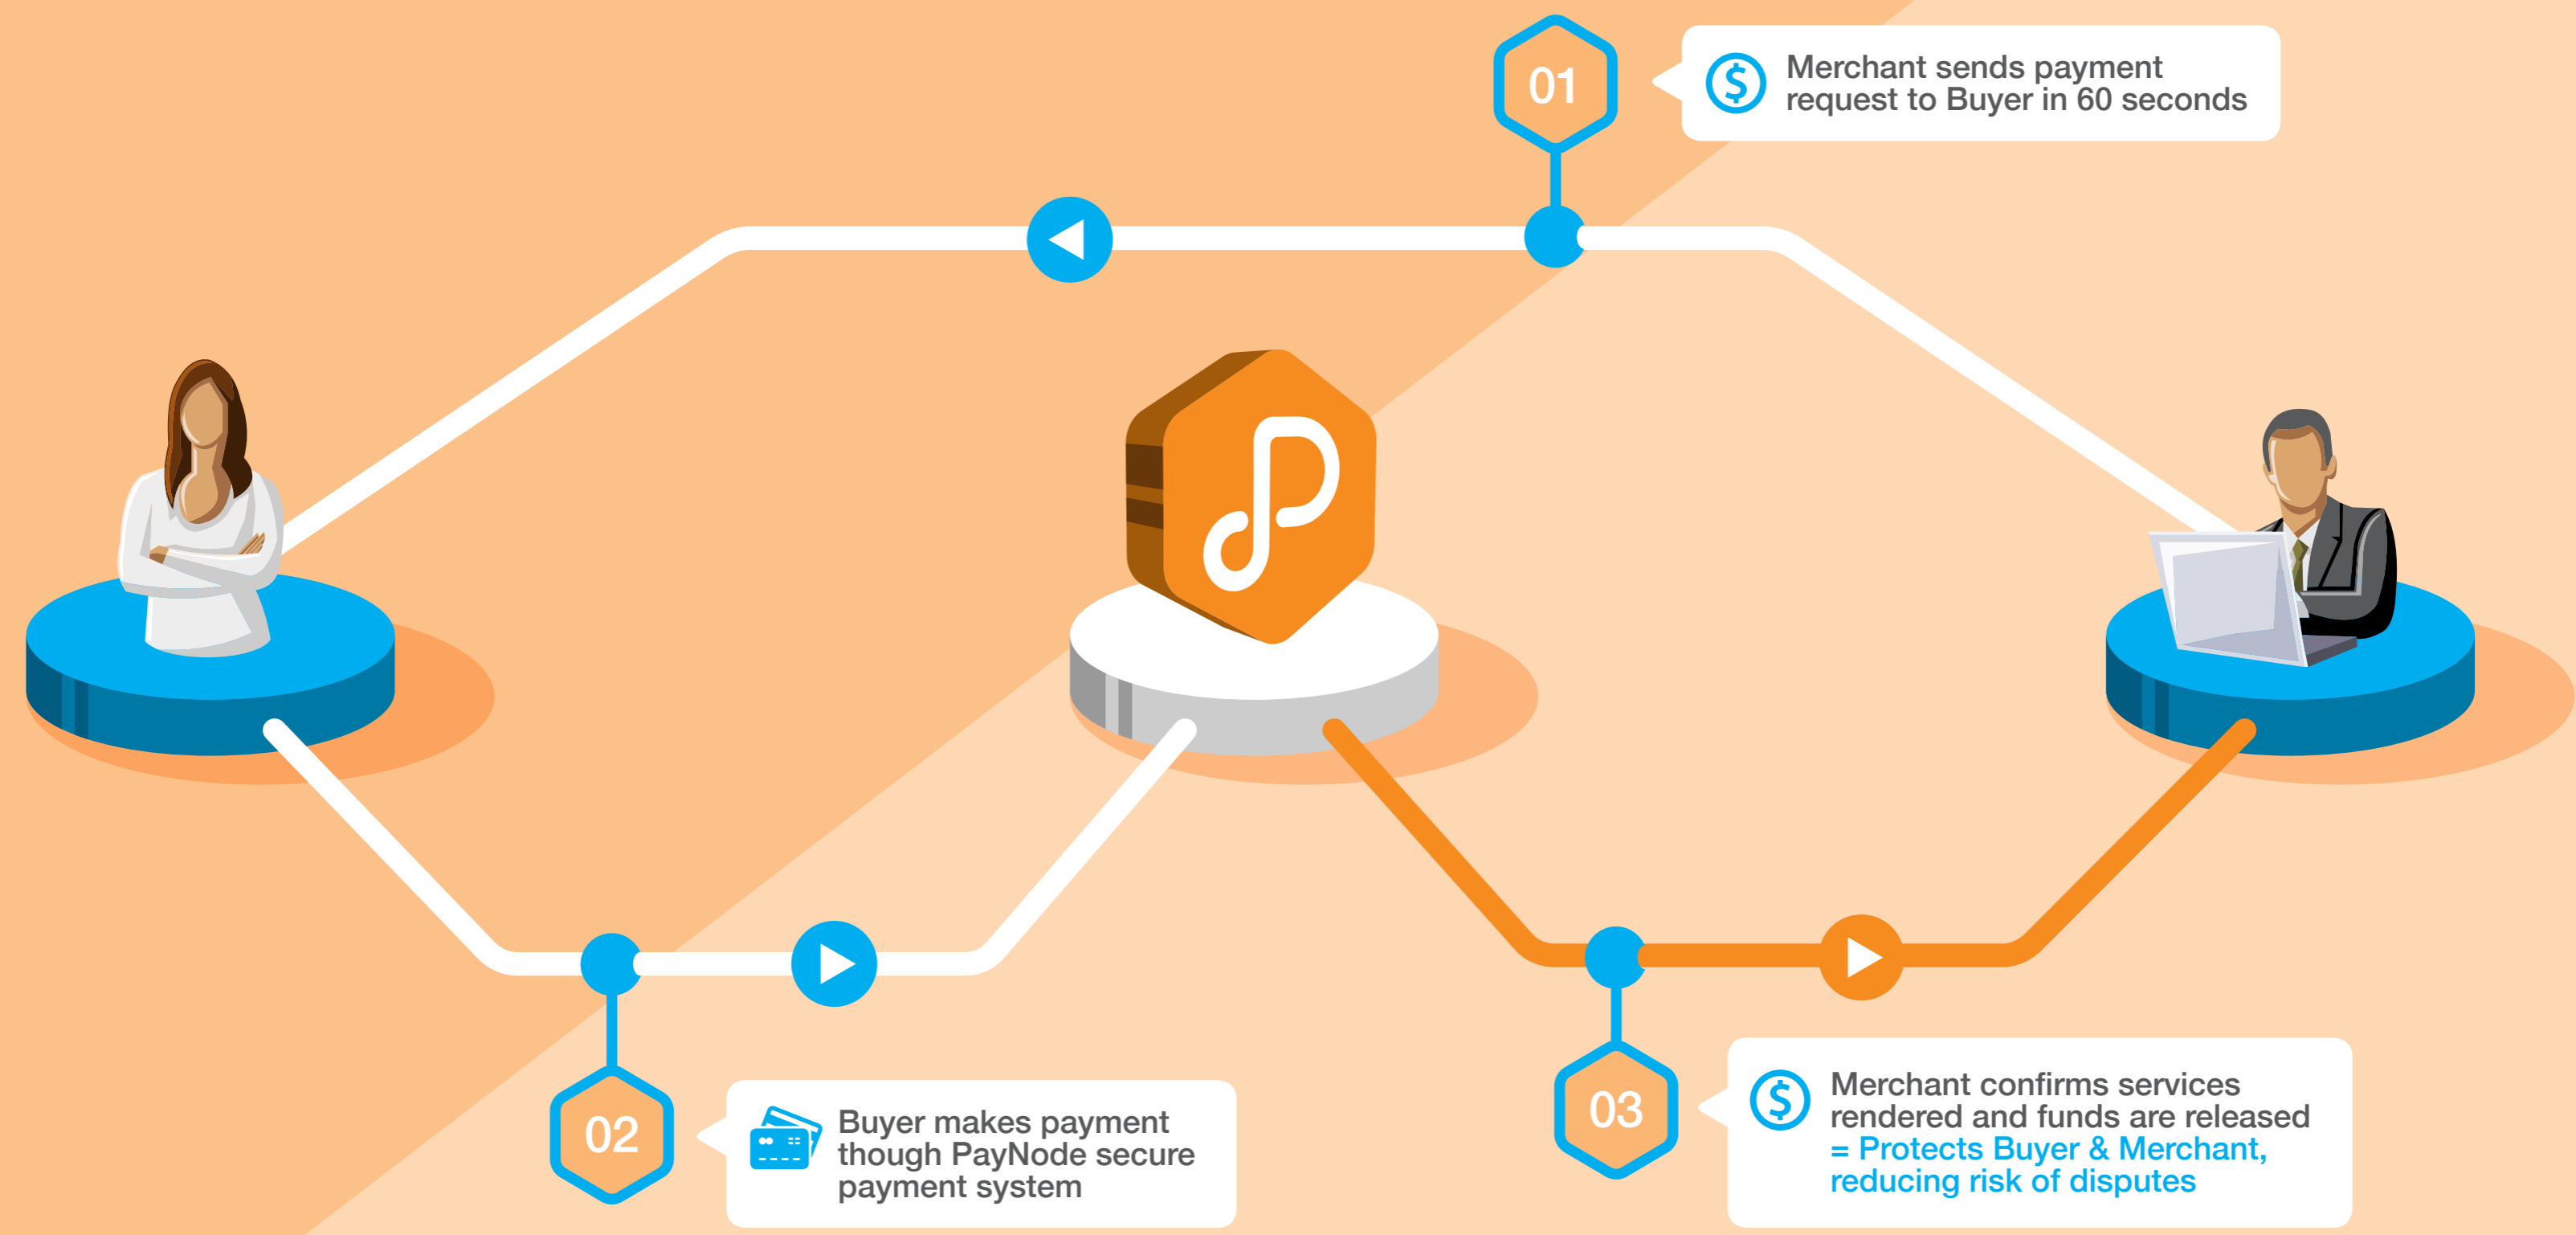 01
Merchant sends payment
request to Buyer in 60 seconds
02
Buyer makes payment
though PayNode secure
payment system
03
Merchant confirms services
rendered and funds are released
= Protects Buyer & Merchant,
reducing risk of disputes